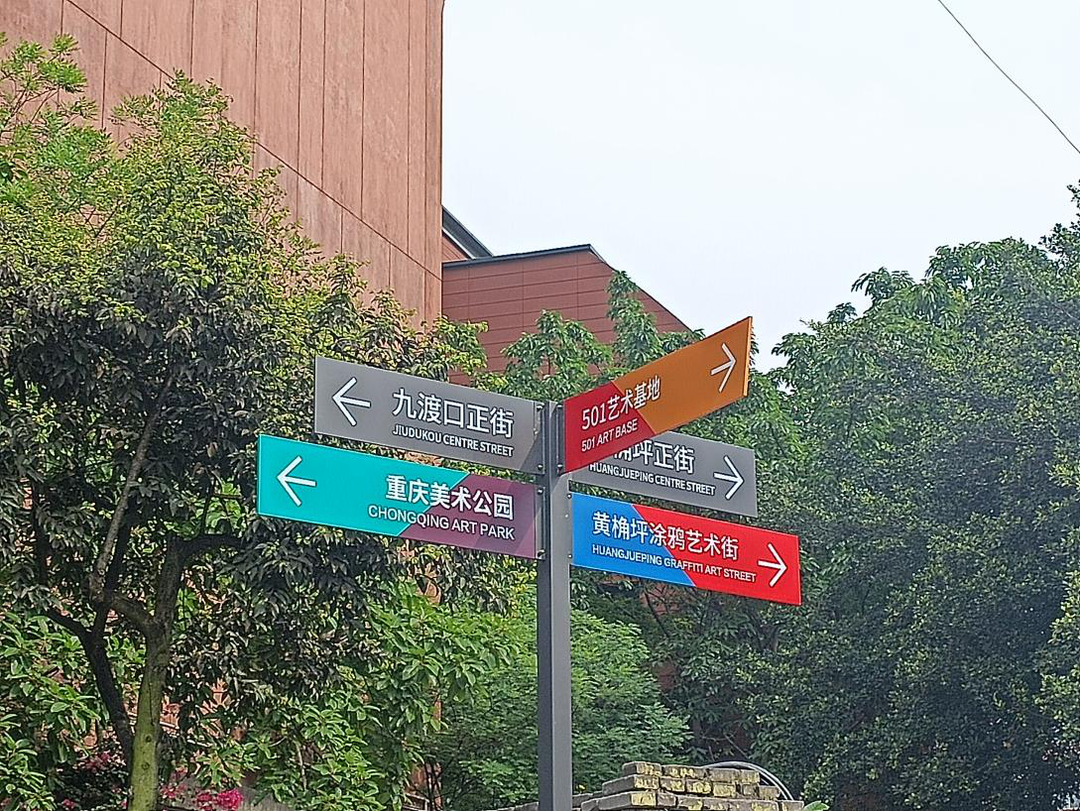 九渡口正街
JIUDUKOU CENTRE STREET
重庆美术公园
CHONGQING ART PARK
501艺术基地
501 ART BASE
桷坪正街
HUANGJUEPING CENTRE STREET
黄桷坪涂鸦艺术街
HUANGJUEPING GRAFFITI ART STREET